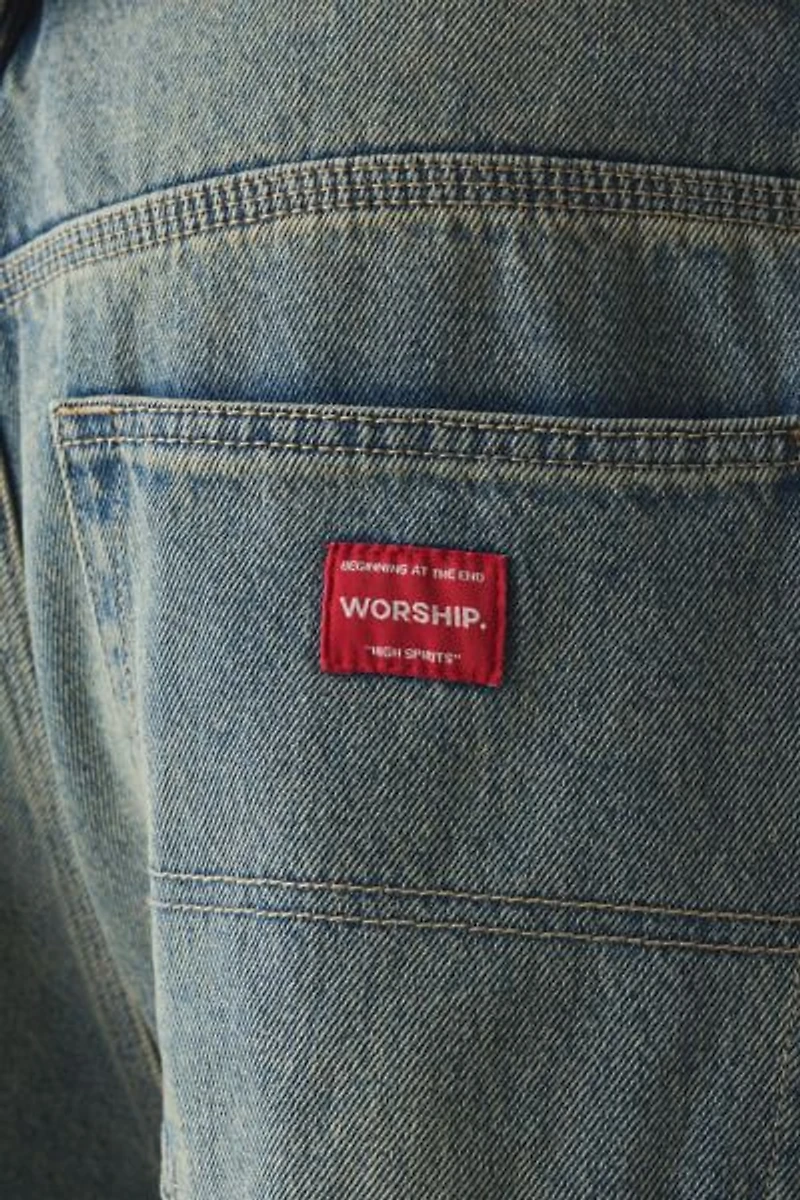 BEGINNING AT THE END
WORSHIP.
"HIGH SPIRITS"